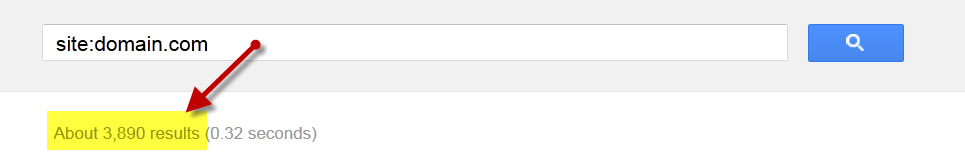 site:domain.com
About 3,890 results (0.32 seconds)